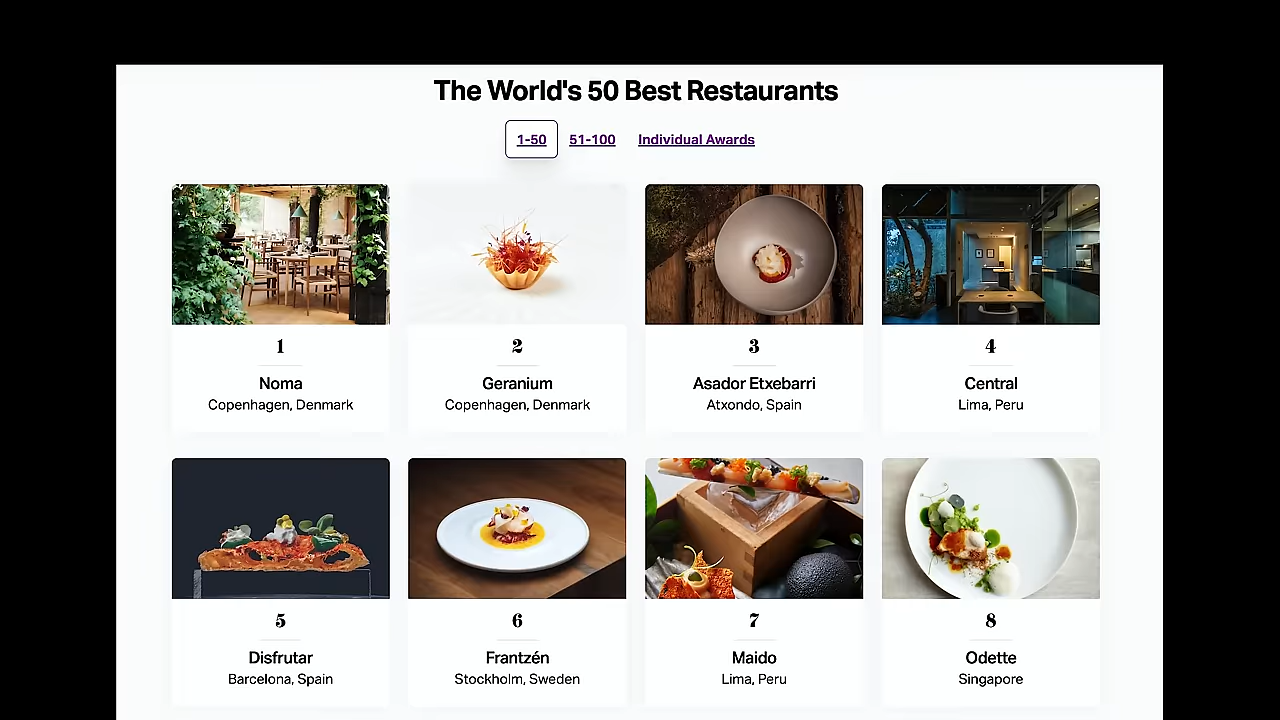 The World's 50 Best Restaurants
1-50 51-100 Individual Awards
1
Noma
Copenhagen, Denmark
2
Geranium
Copenhagen, Denmark
3
Asador Etxebarri
Atxondo, Spain
4
Central
Lima, Peru
5
Disfrutar
Barcelona, Spain
6
Frantzén
Stockholm, Sweden
7
Maido
Lima, Peru
8
Odette
Singapore